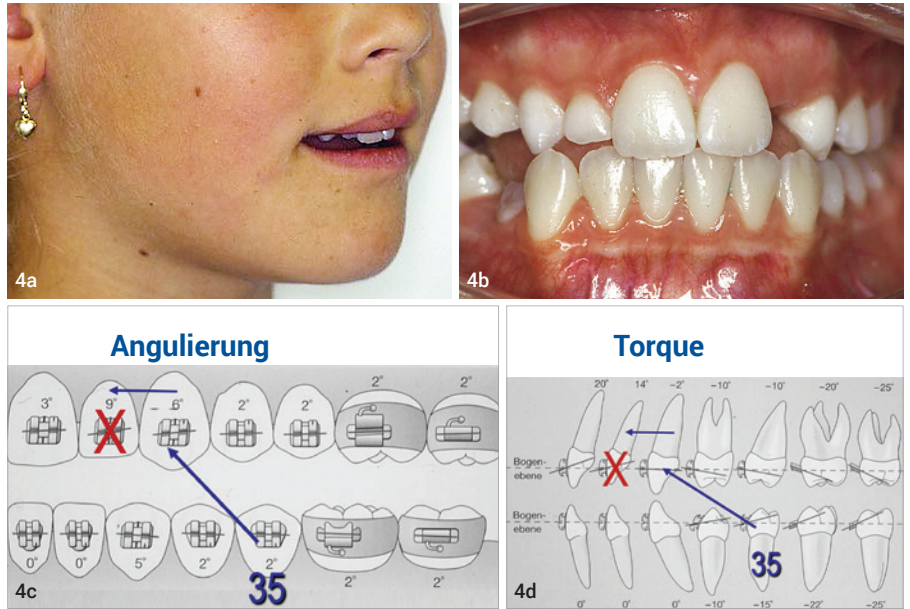 4a
4b
Angulierung
3° 9° 6° 2° 2° 2° 2°
X
0° 0° 5° 2° 2° 2° 2°
35
4c
Torque
20° 14° -2° -10° -10° -20° -25°
Bogen-
ebene
X
Bogen-
ebene
35
0° 0° 0° -10° -15° -22° -25°
4d